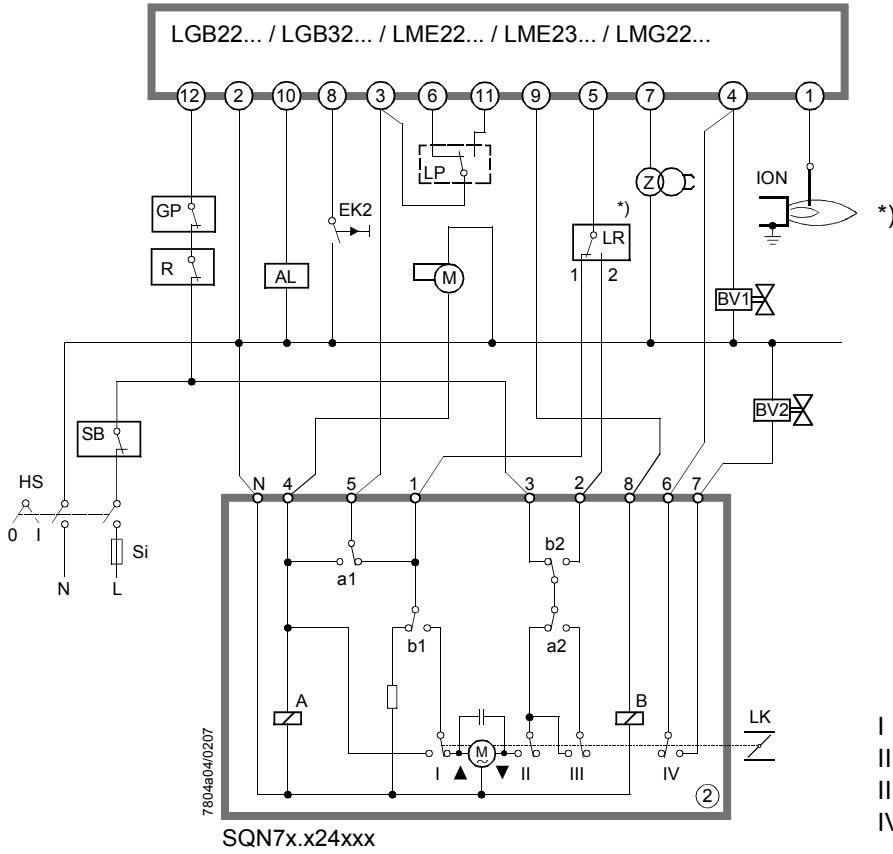 LGB22... / LGB32... / LME22... / LME23... / LMG22...
12 2 10 8 3 6 11 9 5 7 4 1
LP
Z
ION
GP
EK2
*)
*)
R
AL
M
LR
1 2
BV1
BV2
SB
HS
0 I
Si
N L
N 4 5 1 3 2 8 6 7
a1
b2
b1
a2
A
B
LK
M
~
I ▲ ▼ II III IV
2
7804a04/0207
SQN7x.x24xxx
I
II
II
IV